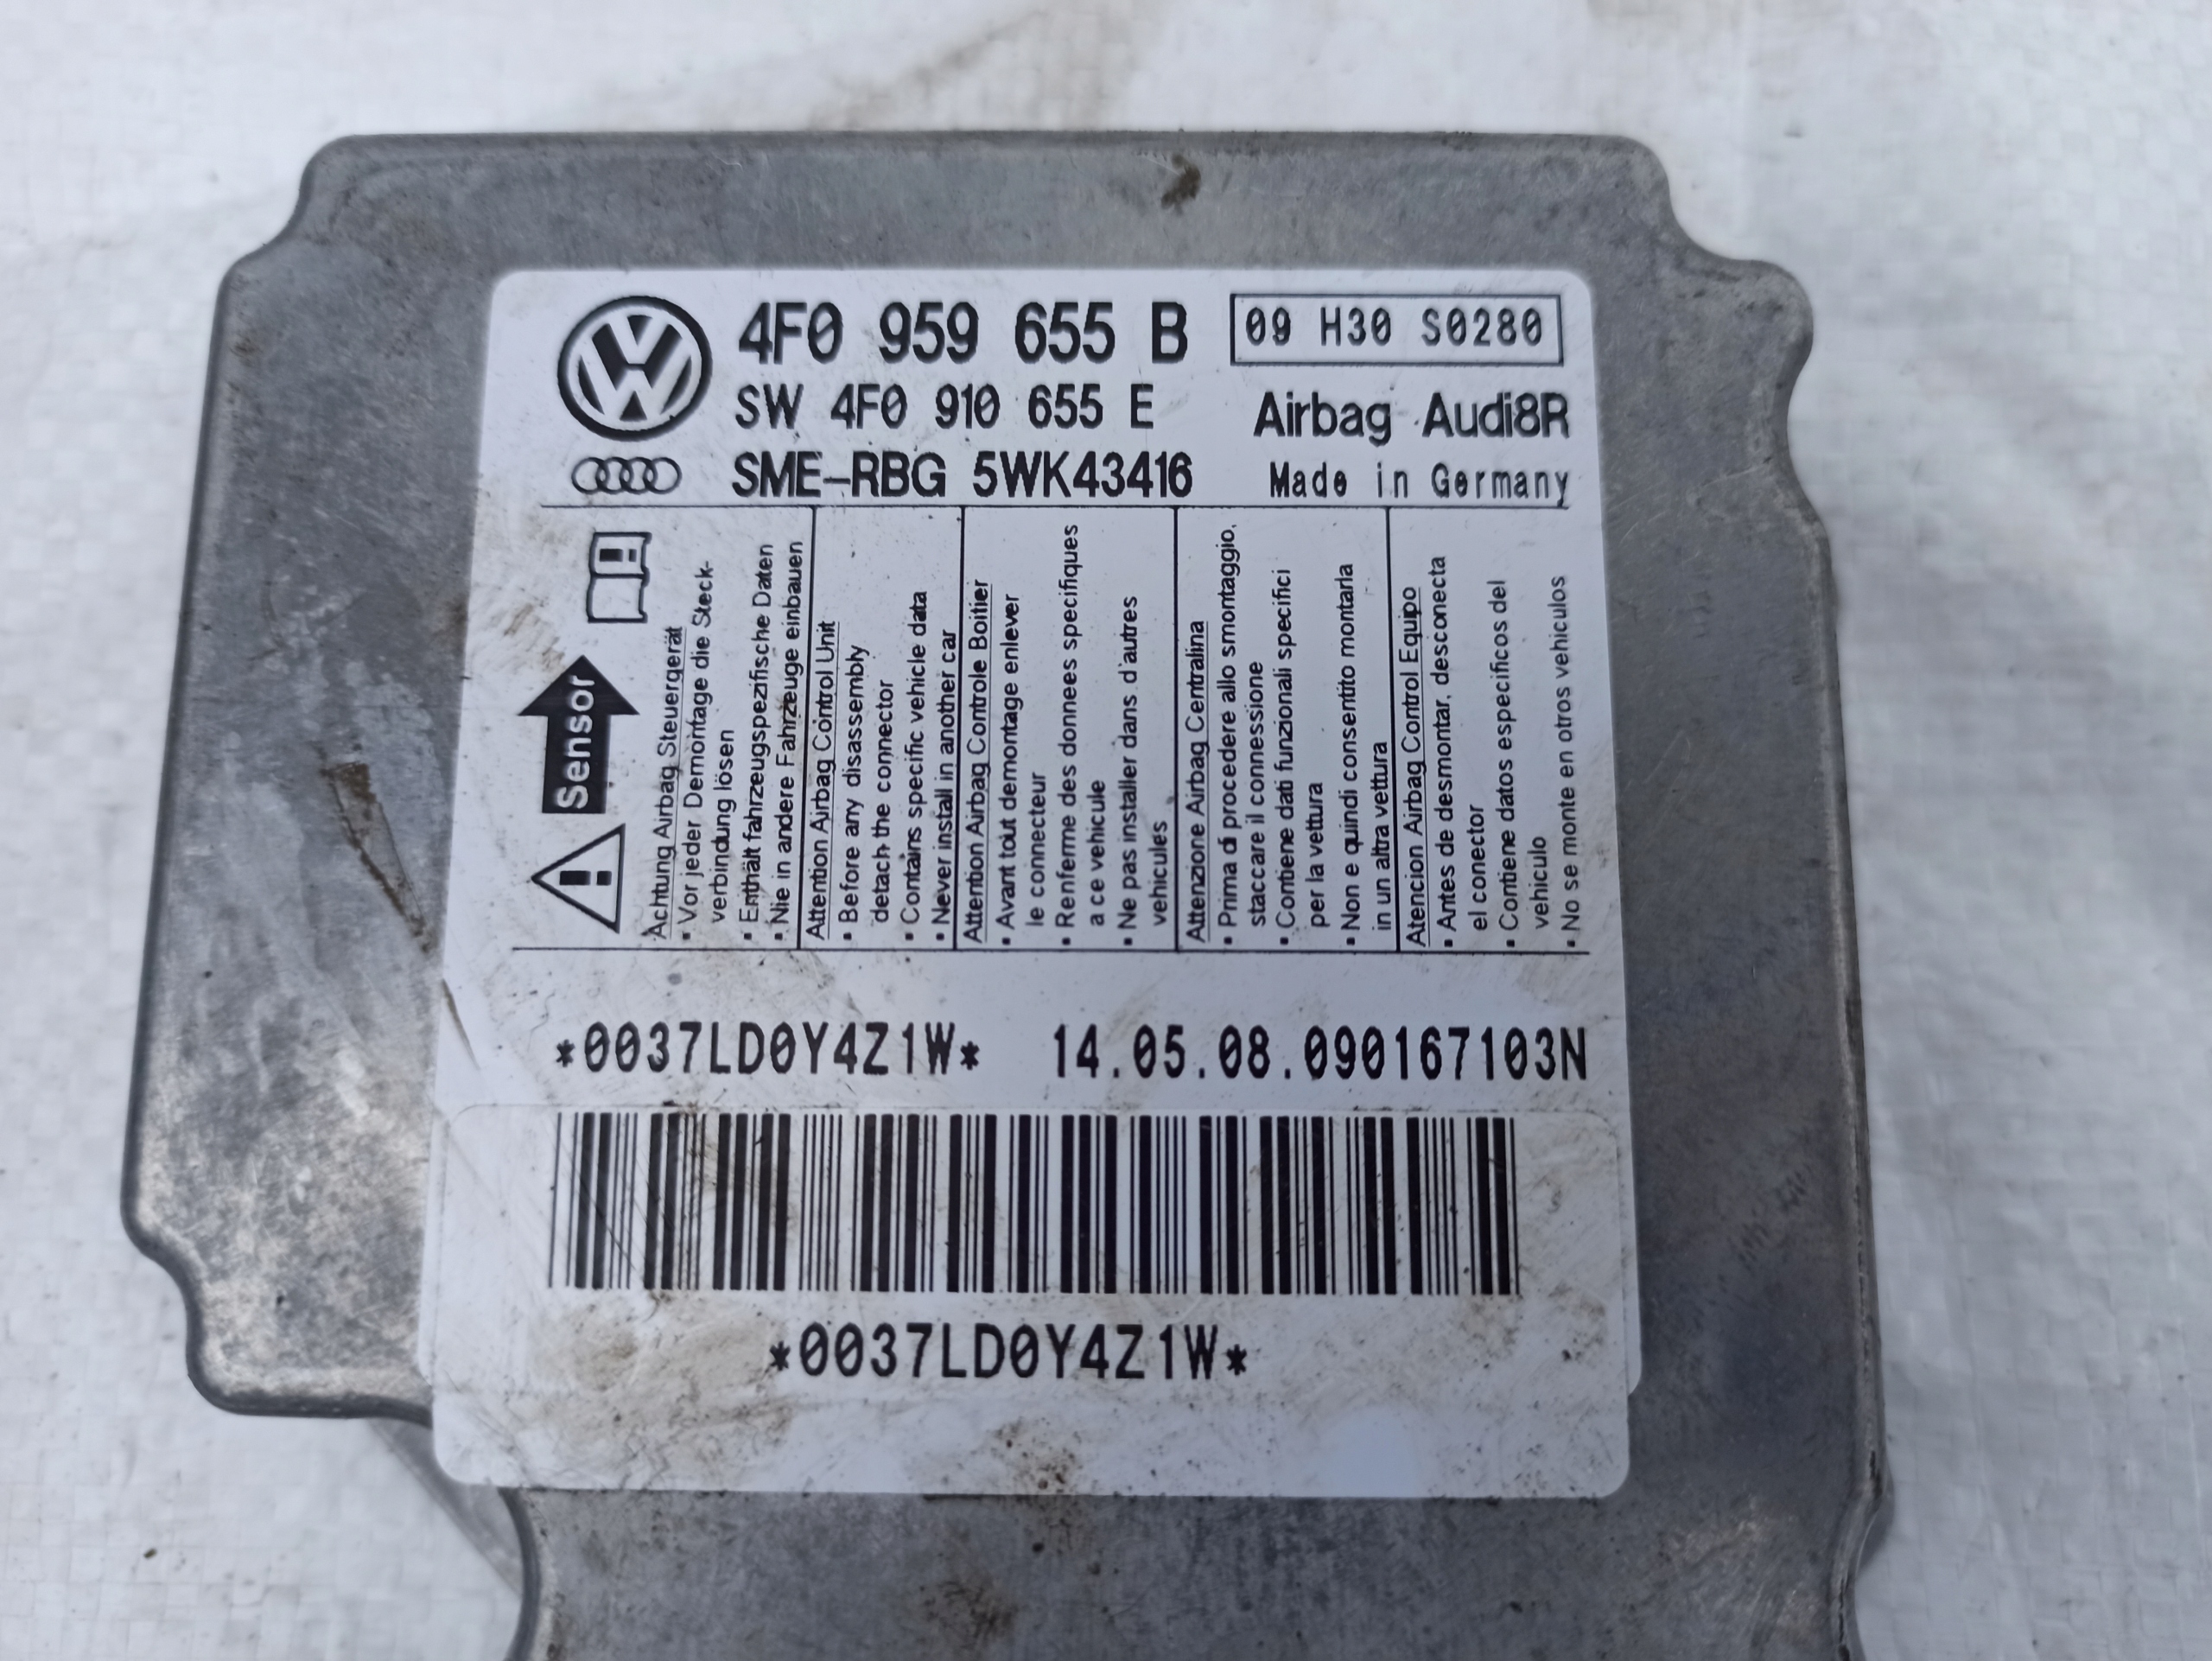 4F0 959 655 B
09 H30 S0280
SW 4F0 910 655 E
Airbag Audi8R
SME-RBG 5WK43416
Made in Germany
Sensor
Achtung Airbag Steuergerät
▪ Vor jeder Demontage die Steck-
verbindung lösen
▪ Enthält fahrzeugspezifische Daten
▪ Nie in andere Fahrzeuge einbauen
Attention Airbag Control Unit
▪ Before any disassembly
detach the connector
▪ Contains specific vehicle data
▪ Never install in another car
Attention Airbag Controle Boitier
▪ Avant tout demontage enlever
le connecteur
▪ Renferme des donnees specifiques
a ce vehicule
▪ Ne pas installer dans d'autres
vehicules
Attenzione Airbag Centralina
▪ Prima di procedere allo smontaggio,
staccare il connessione
▪ Contiene dati funzionali specifici
per la vettura
▪ Non e quindi consentito montarla
in un altra vettura
Atencion Airbag Control Equipo
▪ Antes de desmontar, desconecta
el conector
▪ Contiene datos especificos del
vehiculo
▪ No se monte en otros vehiculos
*0037LD0Y4Z1W* 14.05.08.090167103N
*0037LD0Y4Z1W*